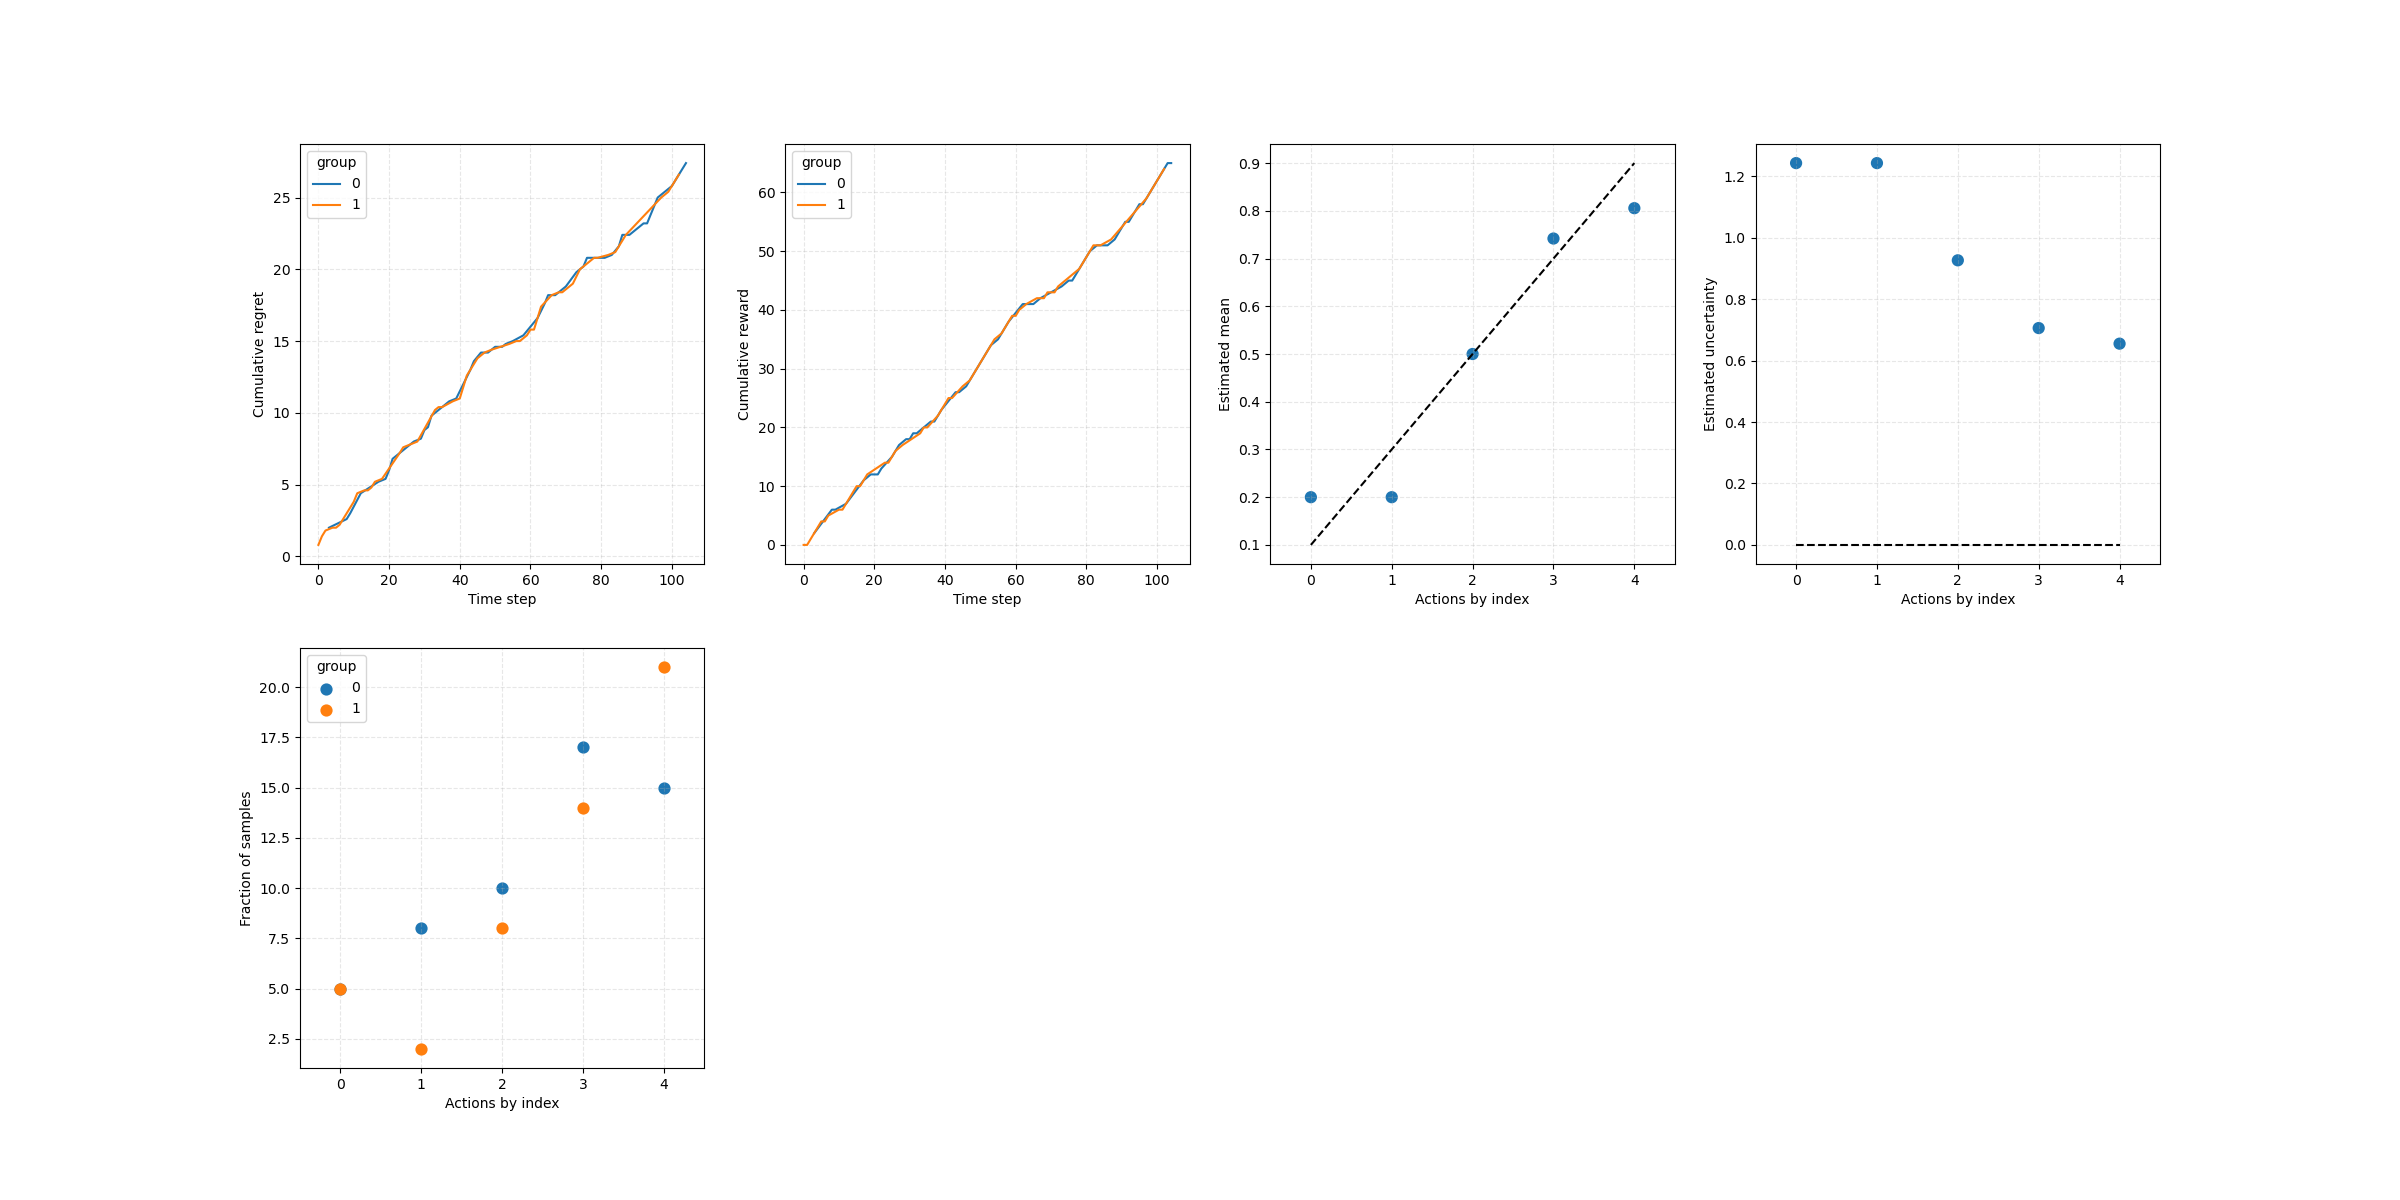 group
0
1
25
20
15
10
5
0
Cumulative regret
0 20 40 60 80 100
Time step
group
0
1
60
50
40
30
20
10
0
Cumulative reward
0 20 40 60 80 100
Time step
0.9
0.8
0.7
0.6
0.5
0.4
0.3
0.2
0.1
Estimated mean
0 1 2 3 4
Actions by index
1.2
1.0
0.8
0.6
0.4
0.2
0.0
Estimated uncertainty
0 1 2 3 4
Actions by index
group
0
1
20.0
17.5
15.0
12.5
10.0
7.5
5.0
2.5
Fraction of samples
0 1 2 3 4
Actions by index